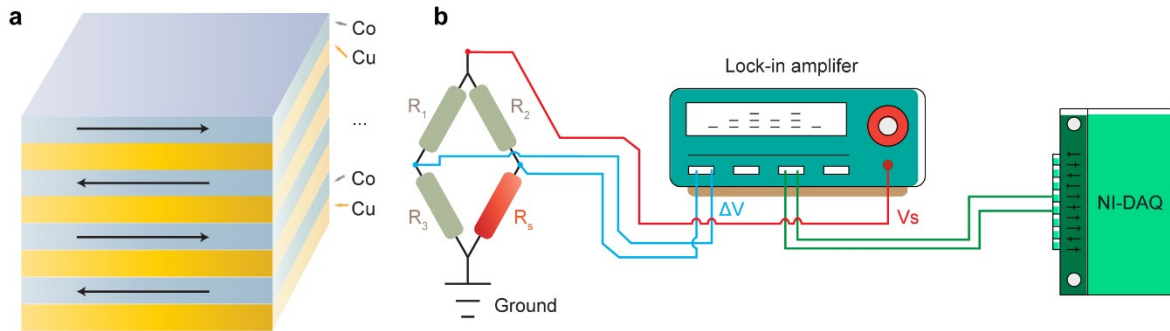 a
Co
Cu
...
Co
Cu
b
Lock-in amplifer
R1
R2
R3
Rs
ΔV
Vs
NI-DAQ
Ground